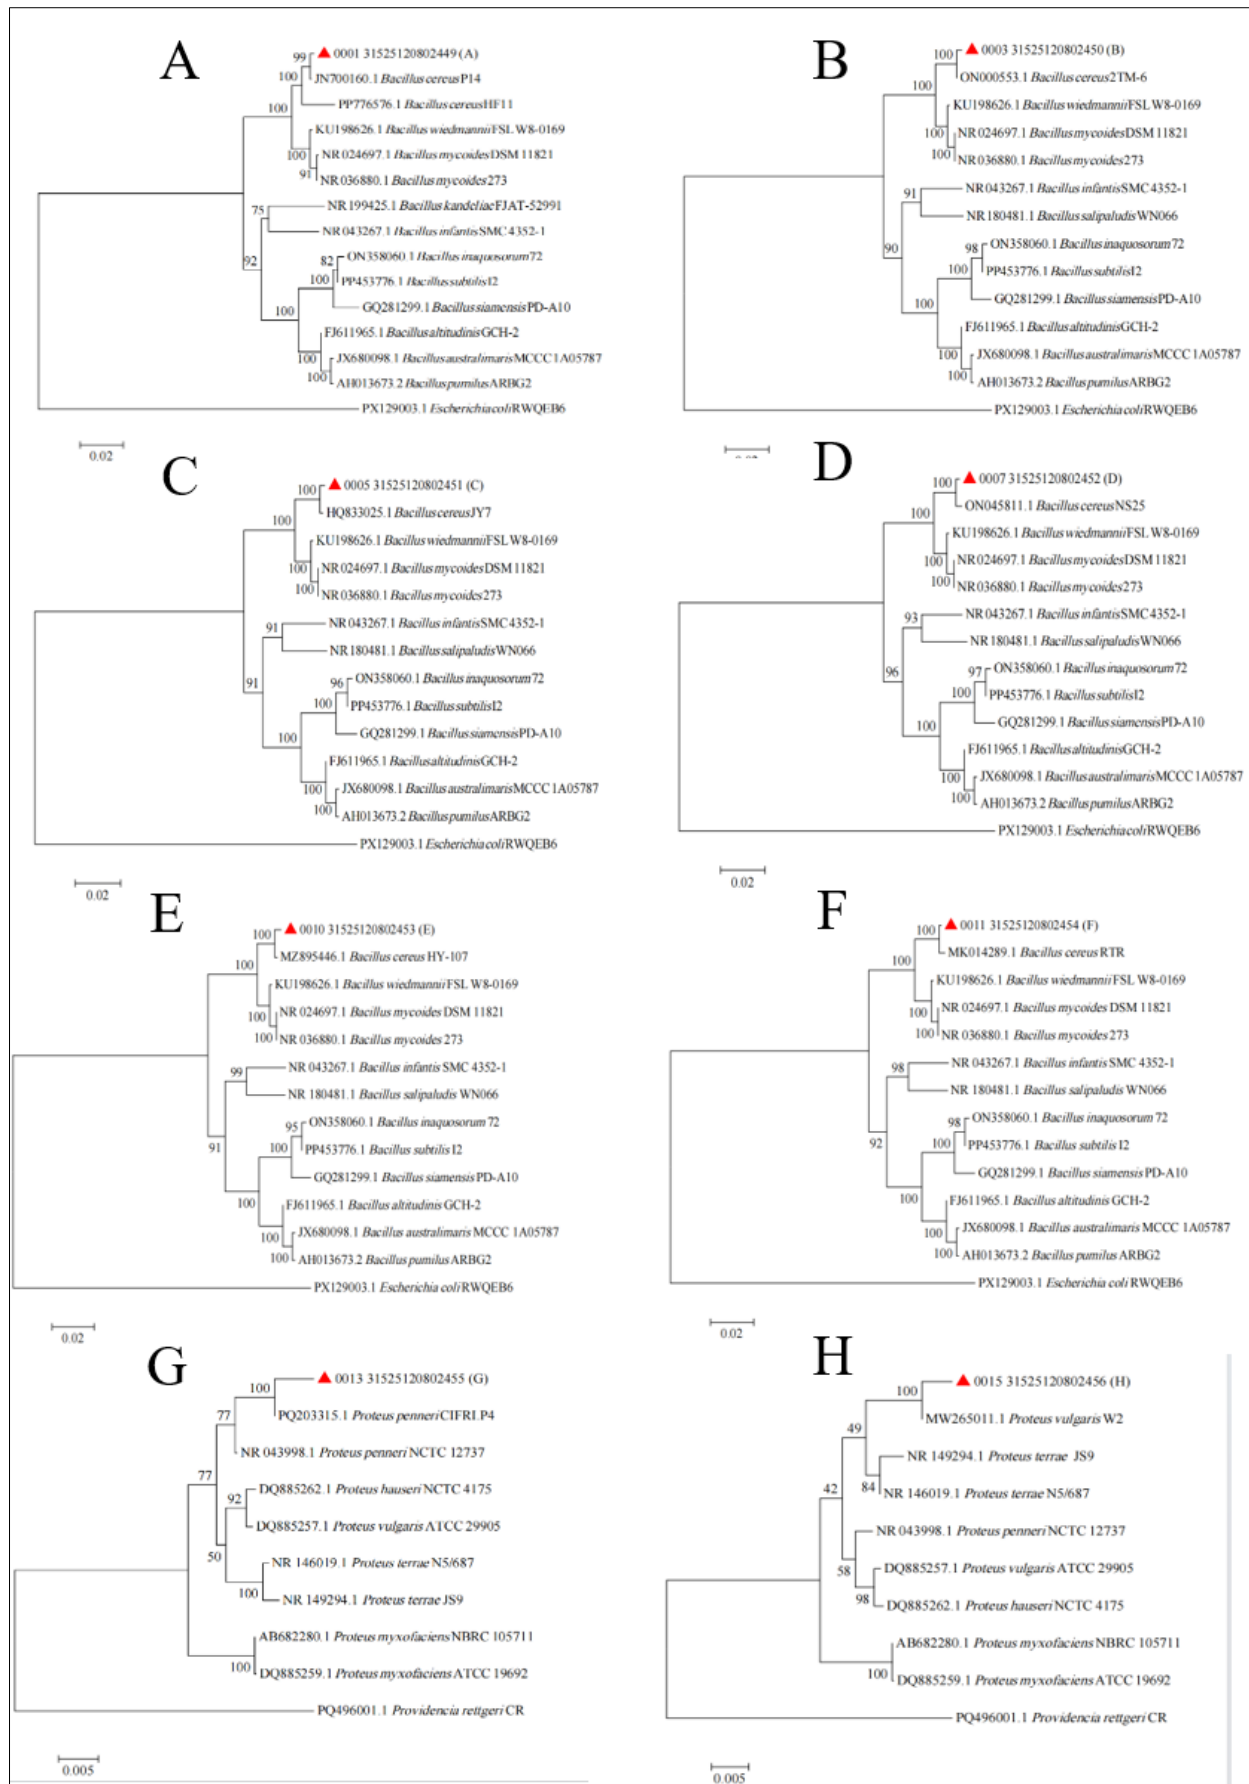 A
99
0001 31525120802449 (A)
JN700160.1 Bacillus cereus P14
100
PP776576.1 Bacillus cereus HF11
100
KU198626.1 Bacillus wiedmannii FSL W8-0169
NR 024697.1 Bacillus mycoides DSM 11821
100
91
NR 036880.1 Bacillus mycoides 273
75
NR 199425.1 Bacillus kandeliae FJAT-52991
NR 043267.1 Bacillus infantis SMC 4352-1
92
82
ON358060.1 Bacillus inaquosorum 72
100
PP453776.1 Bacillus subtilis I2
GQ281299.1 Bacillus siamensis PD-A10
100
FJ611965.1 Bacillus altitudinis GCH-2
100
JX680098.1 Bacillus australimaris MCCC 1A05787
100
AH013673.2 Bacillus pumilus ARBG2
PX129003.1 Escherichia coli RWQEB6
0.02
B
100
0003 31525120802450 (B)
ON000553.1 Bacillus cereus 2TM-6
100
KU198626.1 Bacillus wiedmannii FSL W8-0169
100
NR 024697.1 Bacillus mycoides DSM 11821
100
NR 036880.1 Bacillus mycoides 273
91
NR 043267.1 Bacillus infantis SMC 4352-1
NR 180481.1 Bacillus salipaludis WN066
90
98
ON358060.1 Bacillus inaquosorum 72
100
PP453776.1 Bacillus subtilis I2
GQ281299.1 Bacillus siamensis PD-A10
100
FJ611965.1 Bacillus altitudinis GCH-2
100
JX680098.1 Bacillus australimaris MCCC 1A05787
100
AH013673.2 Bacillus pumilus ARBG2
PX129003.1 Escherichia coli RWQEB6
C
100
0005 31525120802451 (C)
HQ833025.1 Bacillus cereus JY7
100
KU198626.1 Bacillus wiedmannii FSL W8-0169
100
NR 024697.1 Bacillus mycoides DSM 11821
100
NR 036880.1 Bacillus mycoides 273
91
NR 043267.1 Bacillus infantis SMC 4352-1
NR 180481.1 Bacillus salipaludis WN066
91
96
ON358060.1 Bacillus inaquosorum 72
100
PP453776.1 Bacillus subtilis I2
GQ281299.1 Bacillus siamensis PD-A10
100
FJ611965.1 Bacillus altitudinis GCH-2
100
JX680098.1 Bacillus australimaris MCCC 1A05787
100
AH013673.2 Bacillus pumilus ARBG2
PX129003.1 Escherichia coli RWQEB6
0.02
D
100
0007 31525120802452 (D)
ON045811.1 Bacillus cereus NS25
100
KU198626.1 Bacillus wiedmannii FSL W8-0169
100
NR 024697.1 Bacillus mycoides DSM 11821
100
NR 036880.1 Bacillus mycoides 273
93
NR 043267.1 Bacillus infantis SMC 4352-1
NR 180481.1 Bacillus salipaludis WN066
96
97
ON358060.1 Bacillus inaquosorum 72
100
PP453776.1 Bacillus subtilis I2
GQ281299.1 Bacillus siamensis PD-A10
100
FJ611965.1 Bacillus altitudinis GCH-2
100
JX680098.1 Bacillus australimaris MCCC 1A05787
100
AH013673.2 Bacillus pumilus ARBG2
PX129003.1 Escherichia coli RWQEB6
0.02
E
100
0010 31525120802453 (E)
MZ895446.1 Bacillus cereus HY-107
100
KU198626.1 Bacillus wiedmannii FSL W8-0169
100
NR 024697.1 Bacillus mycoides DSM 11821
100
NR 036880.1 Bacillus mycoides 273
99
NR 043267.1 Bacillus infantis SMC 4352-1
NR 180481.1 Bacillus salipaludis WN066
91
95
ON358060.1 Bacillus inaquosorum 72
100
PP453776.1 Bacillus subtilis I2
GQ281299.1 Bacillus siamensis PD-A10
100
FJ611965.1 Bacillus altitudinis GCH-2
100
JX680098.1 Bacillus australimaris MCCC 1A05787
100
AH013673.2 Bacillus pumilus ARBG2
PX129003.1 Escherichia coli RWQEB6
0.02
F
100
0011 31525120802454 (F)
MK014289.1 Bacillus cereus RTR
100
KU198626.1 Bacillus wiedmannii FSL W8-0169
100
NR 024697.1 Bacillus mycoides DSM 11821
100
NR 036880.1 Bacillus mycoides 273
98
NR 043267.1 Bacillus infantis SMC 4352-1
NR 180481.1 Bacillus salipaludis WN066
92
98
ON358060.1 Bacillus inaquosorum 72
100
PP453776.1 Bacillus subtilis I2
GQ281299.1 Bacillus siamensis PD-A10
100
FJ611965.1 Bacillus altitudinis GCH-2
100
JX680098.1 Bacillus australimaris MCCC 1A05787
100
AH013673.2 Bacillus pumilus ARBG2
PX129003.1 Escherichia coli RWQEB6
0.02
G
100
0013 31525120802455 (G)
PQ203315.1 Proteus penneri CIFRI.P4
77
NR 043998.1 Proteus penneri NCTC 12737
77
DQ885262.1 Proteus hauseri NCTC 4175
92
DQ885257.1 Proteus vulgaris ATCC 29905
50
NR 146019.1 Proteus terrae N5/687
100
NR 149294.1 Proteus terrae JS9
AB682280.1 Proteus myxofaciens NBRC 105711
100
DQ885259.1 Proteus myxofaciens ATCC 19692
PQ496001.1 Providencia rettgeri CR
0.005
H
100
0015 31525120802456 (H)
MW265011.1 Proteus vulgaris W2
49
NR 149294.1 Proteus terrae JS9
84
NR 146019.1 Proteus terrae N5/687
42
NR 043998.1 Proteus penneri NCTC 12737
58
DQ885257.1 Proteus vulgaris ATCC 29905
98
DQ885262.1 Proteus hauseri NCTC 4175
AB682280.1 Proteus myxofaciens NBRC 105711
100
DQ885259.1 Proteus myxofaciens ATCC 19692
PQ496001.1 Providencia rettgeri CR
0.005